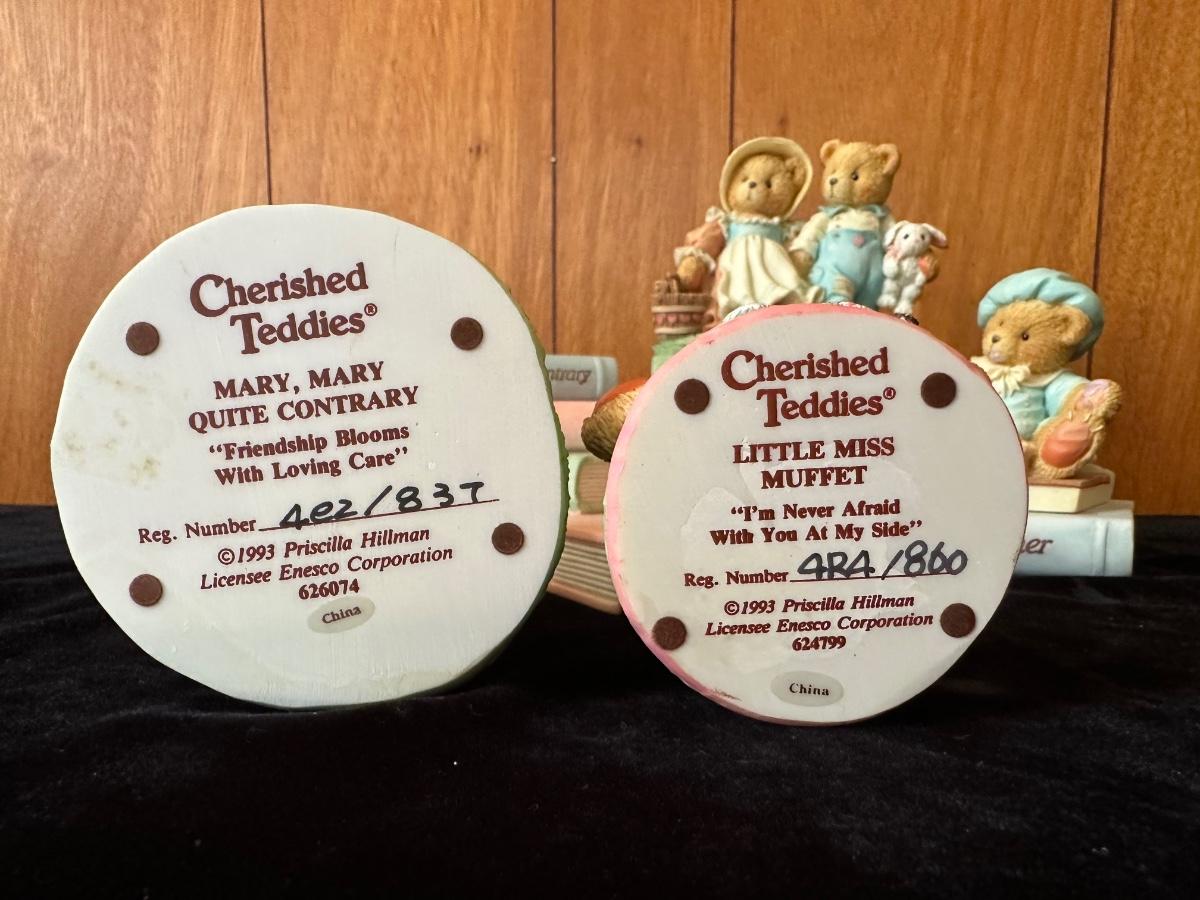 Cherished
Teddies®
MARY, MARY
QUITE CONTRARY
“Friendship Blooms
With Loving Care”
Reg. Number 4e2/837
©1993 Priscilla Hillman
Licensee Enesco Corporation
626074
China
Cherished
Teddies®
LITTLE MISS
MUFFET
“I'm Never Afraid
With You At My Side”
Reg. Number 4R4/860
©1993 Priscilla Hillman
Licensee Enesco Corporation
624799
China